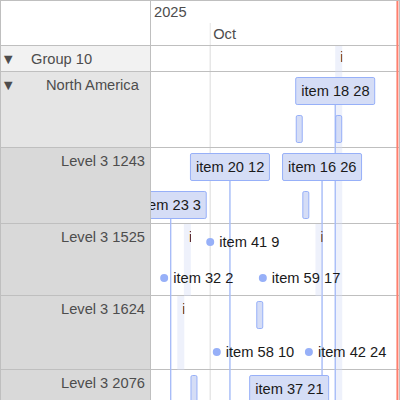 2025
Oct
▼ Group 10
i
▼ North America
item 18 28
Level 3 1243
item 20 12
item 16 26
em 23 3
Level 3 1525
i
item 41 9
i
item 32 2
item 59 17
Level 3 1624
i
item 58 10
item 42 24
Level 3 2076
item 37 21